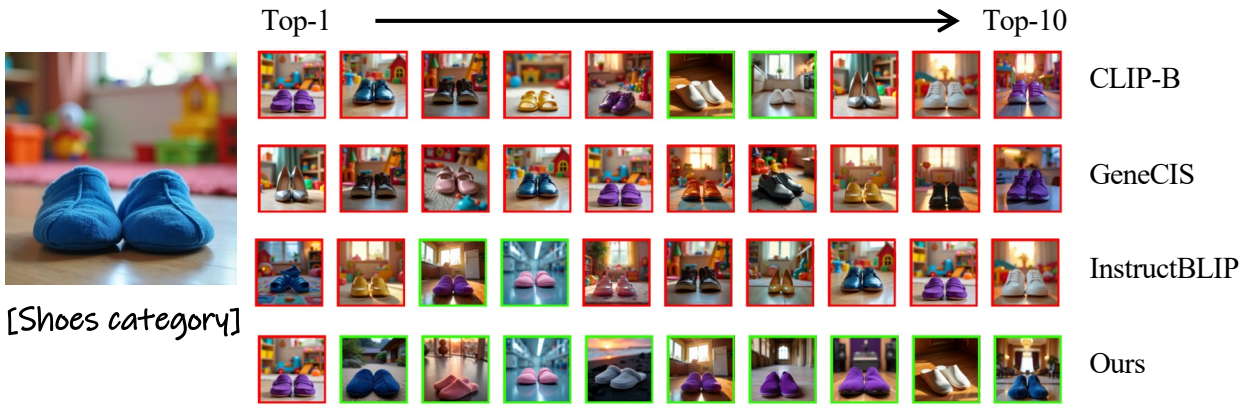 Top-1
Top-10
CLIP-B
GeneCIS
InstructBLIP
[Shoes category]
Ours